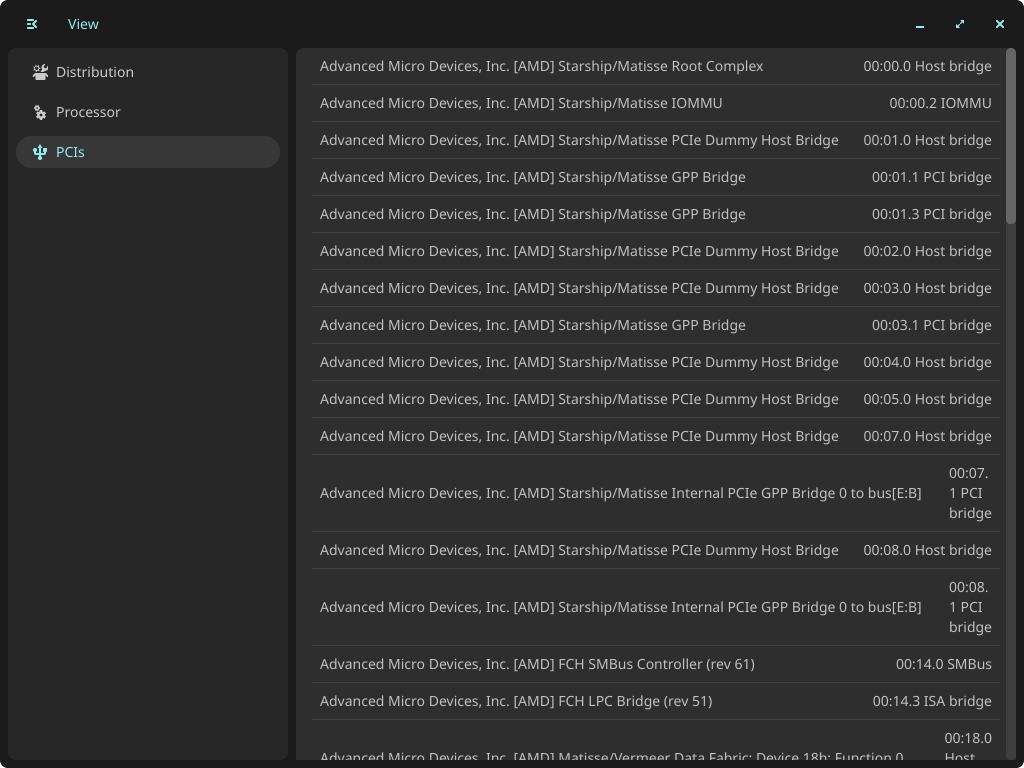 View
Distribution
Processor
PCIs
Advanced Micro Devices, Inc. [AMD] Starship/Matisse Root Complex 00:00.0 Host bridge
Advanced Micro Devices, Inc. [AMD] Starship/Matisse IOMMU 00:00.2 IOMMU
Advanced Micro Devices, Inc. [AMD] Starship/Matisse PCIe Dummy Host Bridge 00:01.0 Host bridge
Advanced Micro Devices, Inc. [AMD] Starship/Matisse GPP Bridge 00:01.1 PCI bridge
Advanced Micro Devices, Inc. [AMD] Starship/Matisse GPP Bridge 00:01.3 PCI bridge
Advanced Micro Devices, Inc. [AMD] Starship/Matisse PCIe Dummy Host Bridge 00:02.0 Host bridge
Advanced Micro Devices, Inc. [AMD] Starship/Matisse PCIe Dummy Host Bridge 00:03.0 Host bridge
Advanced Micro Devices, Inc. [AMD] Starship/Matisse GPP Bridge 00:03.1 PCI bridge
Advanced Micro Devices, Inc. [AMD] Starship/Matisse PCIe Dummy Host Bridge 00:04.0 Host bridge
Advanced Micro Devices, Inc. [AMD] Starship/Matisse PCIe Dummy Host Bridge 00:05.0 Host bridge
Advanced Micro Devices, Inc. [AMD] Starship/Matisse PCIe Dummy Host Bridge 00:07.0 Host bridge
Advanced Micro Devices, Inc. [AMD] Starship/Matisse Internal PCIe GPP Bridge 0 to bus[E:B]
00:07.
1 PCI
bridge
Advanced Micro Devices, Inc. [AMD] Starship/Matisse PCIe Dummy Host Bridge 00:08.0 Host bridge
Advanced Micro Devices, Inc. [AMD] Starship/Matisse Internal PCIe GPP Bridge 0 to bus[E:B]
00:08.
1 PCI
bridge
Advanced Micro Devices, Inc. [AMD] FCH SMBus Controller (rev 61) 00:14.0 SMBus
Advanced Micro Devices, Inc. [AMD] FCH LPC Bridge (rev 51) 00:14.3 ISA bridge
Advanced Micro Devices, Inc. [AMD] Matisse/Vermeer Data Fabric: Device 18h; Function 0
00:18.0
Host